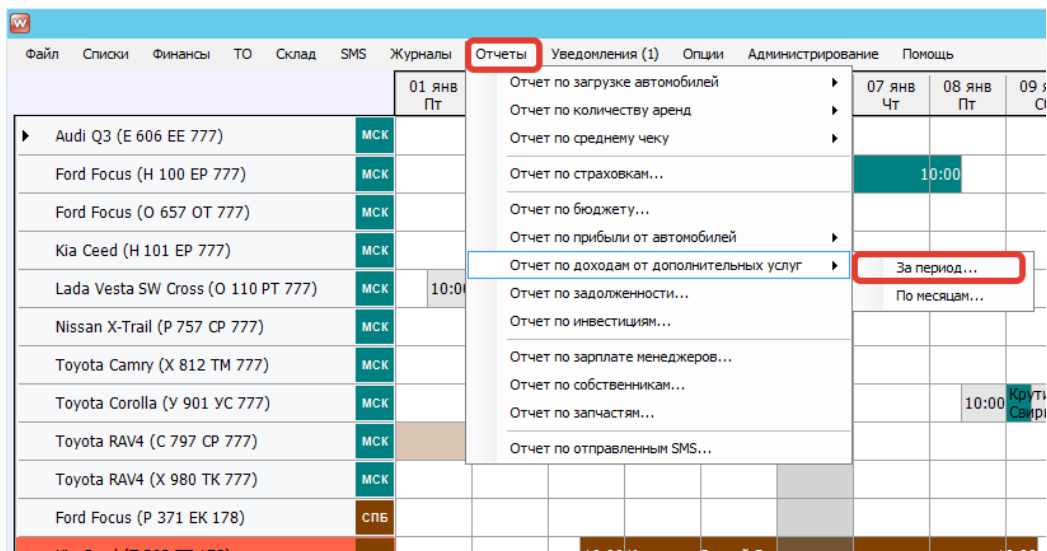 W
Файл Списки Финансы ТО Склад SMS Журналы Отчеты Уведомления (1) Опции Администрирование Помощь
01 янв 07 янв 08 янв 09
Пт Чт Пт
Отчет по загрузке автомобилей
Отчет по количеству аренд
Отчет по среднему чеку
Отчет по страховкам...
Отчет по бюджету...
Отчет по прибыли от автомобилей
Отчет по доходам от дополнительных услуг
За период...
По месяцам...
Отчет по задолженности...
Отчет по инвестициям...
Отчет по зарплате менеджеров...
Отчет по собственникам...
Отчет по запчастям...
Отчет по отправленным SMS...
Audi Q3 (E 606 EE 777) МСК
Ford Focus (Н 100 ЕР 777) МСК 10:00
Ford Focus (О 657 ОТ 777) МСК
Kia Ceed (Н 101 ЕР 777) МСК
Lada Vesta SW Cross (О 110 РТ 777) МСК 10:00
Nissan X-Trail (Р 757 СР 777) МСК
Toyota Camry (Х 812 ТМ 777) МСК
Toyota Corolla (У 901 УС 777) МСК 10:00
Toyota RAV4 (С 797 СР 777) МСК
Toyota RAV4 (Х 980 ТК 777) МСК
Ford Focus (Р 371 ЕК 178) СПБ